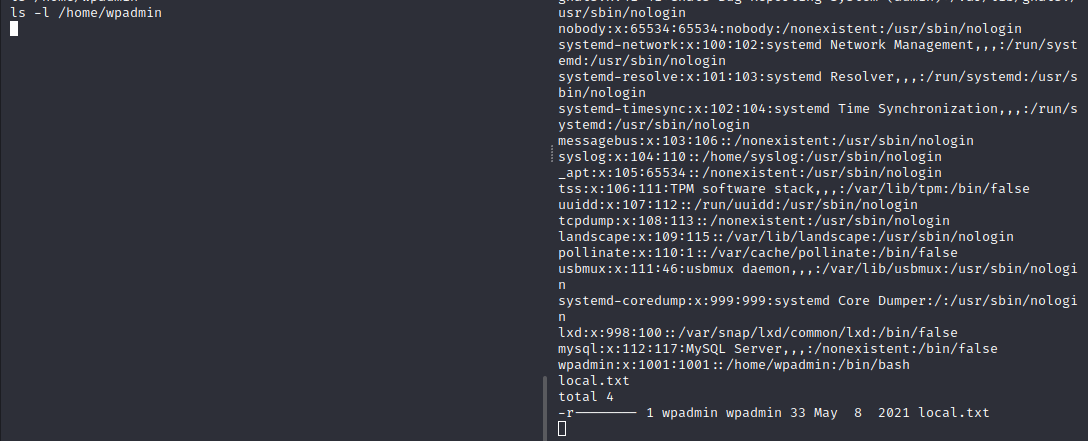 ls -l /home/wpadmin
usr/sbin/nologin
nobody:x:65534:65534:nobody:/nonexistent:/usr/sbin/nologin
systemd-network:x:100:102:systemd Network Management,,,:/run/syst
emd:/usr/sbin/nologin
systemd-resolve:x:101:103:systemd Resolver,,,:/run/systemd:/usr/s
bin/nologin
systemd-timesync:x:102:104:systemd Time Synchronization,,,:/run/s
ystemd:/usr/sbin/nologin
messagebus:x:103:106::/nonexistent:/usr/sbin/nologin
syslog:x:104:110::/home/syslog:/usr/sbin/nologin
_apt:x:105:65534::/nonexistent:/usr/sbin/nologin
tss:x:106:111:TPM software stack,,,:/var/lib/tpm:/bin/false
uuidd:x:107:112::/run/uuidd:/usr/sbin/nologin
tcpdump:x:108:113::/nonexistent:/usr/sbin/nologin
landscape:x:109:115::/var/lib/landscape:/usr/sbin/nologin
pollinate:x:110:1::/var/cache/pollinate:/bin/false
usbmux:x:111:46:usbmux daemon,,,:/var/lib/usbmux:/usr/sbin/nologi
n
systemd-coredump:x:999:999:systemd Core Dumper:/:/usr/sbin/nologi
n
lxd:x:998:100::/var/snap/lxd/common/lxd:/bin/false
mysql:x:112:117:MySQL Server,,,:/nonexistent:/bin/false
wpadmin:x:1001:1001::/home/wpadmin:/bin/bash
local.txt
total 4
-r-------- 1 wpadmin wpadmin 33 May  8  2021 local.txt